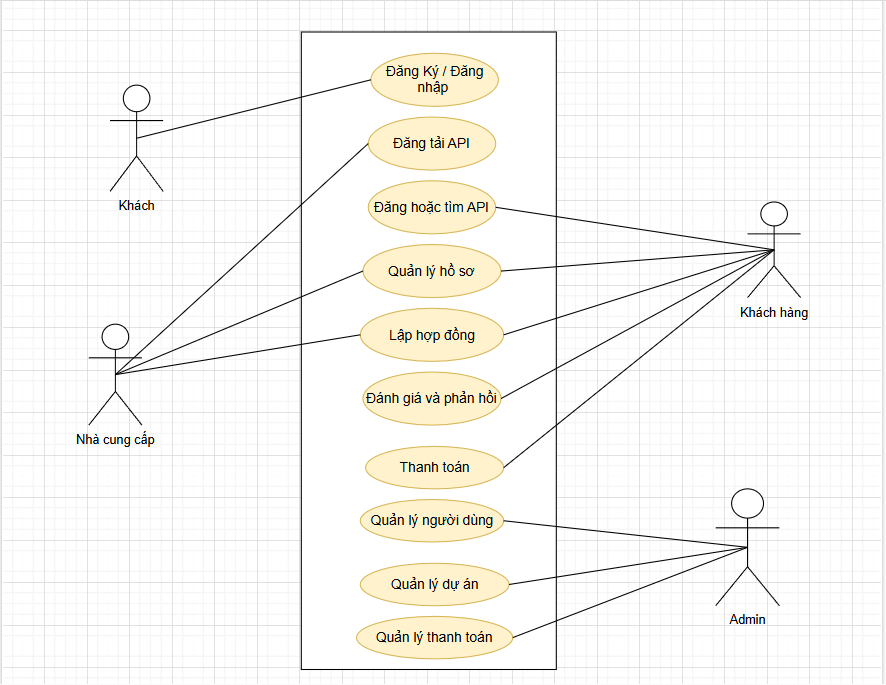 Đăng Ký / Đăng
nhập
Đăng tải API
Khách
Đăng hoặc tìm API
Quản lý hồ sơ
Khách hàng
Lập hợp đồng
Đánh giá và phản hồi
Nhà cung cấp
Thanh toán
Quản lý người dùng
Quản lý dự án
Admin
Quản lý thanh toán